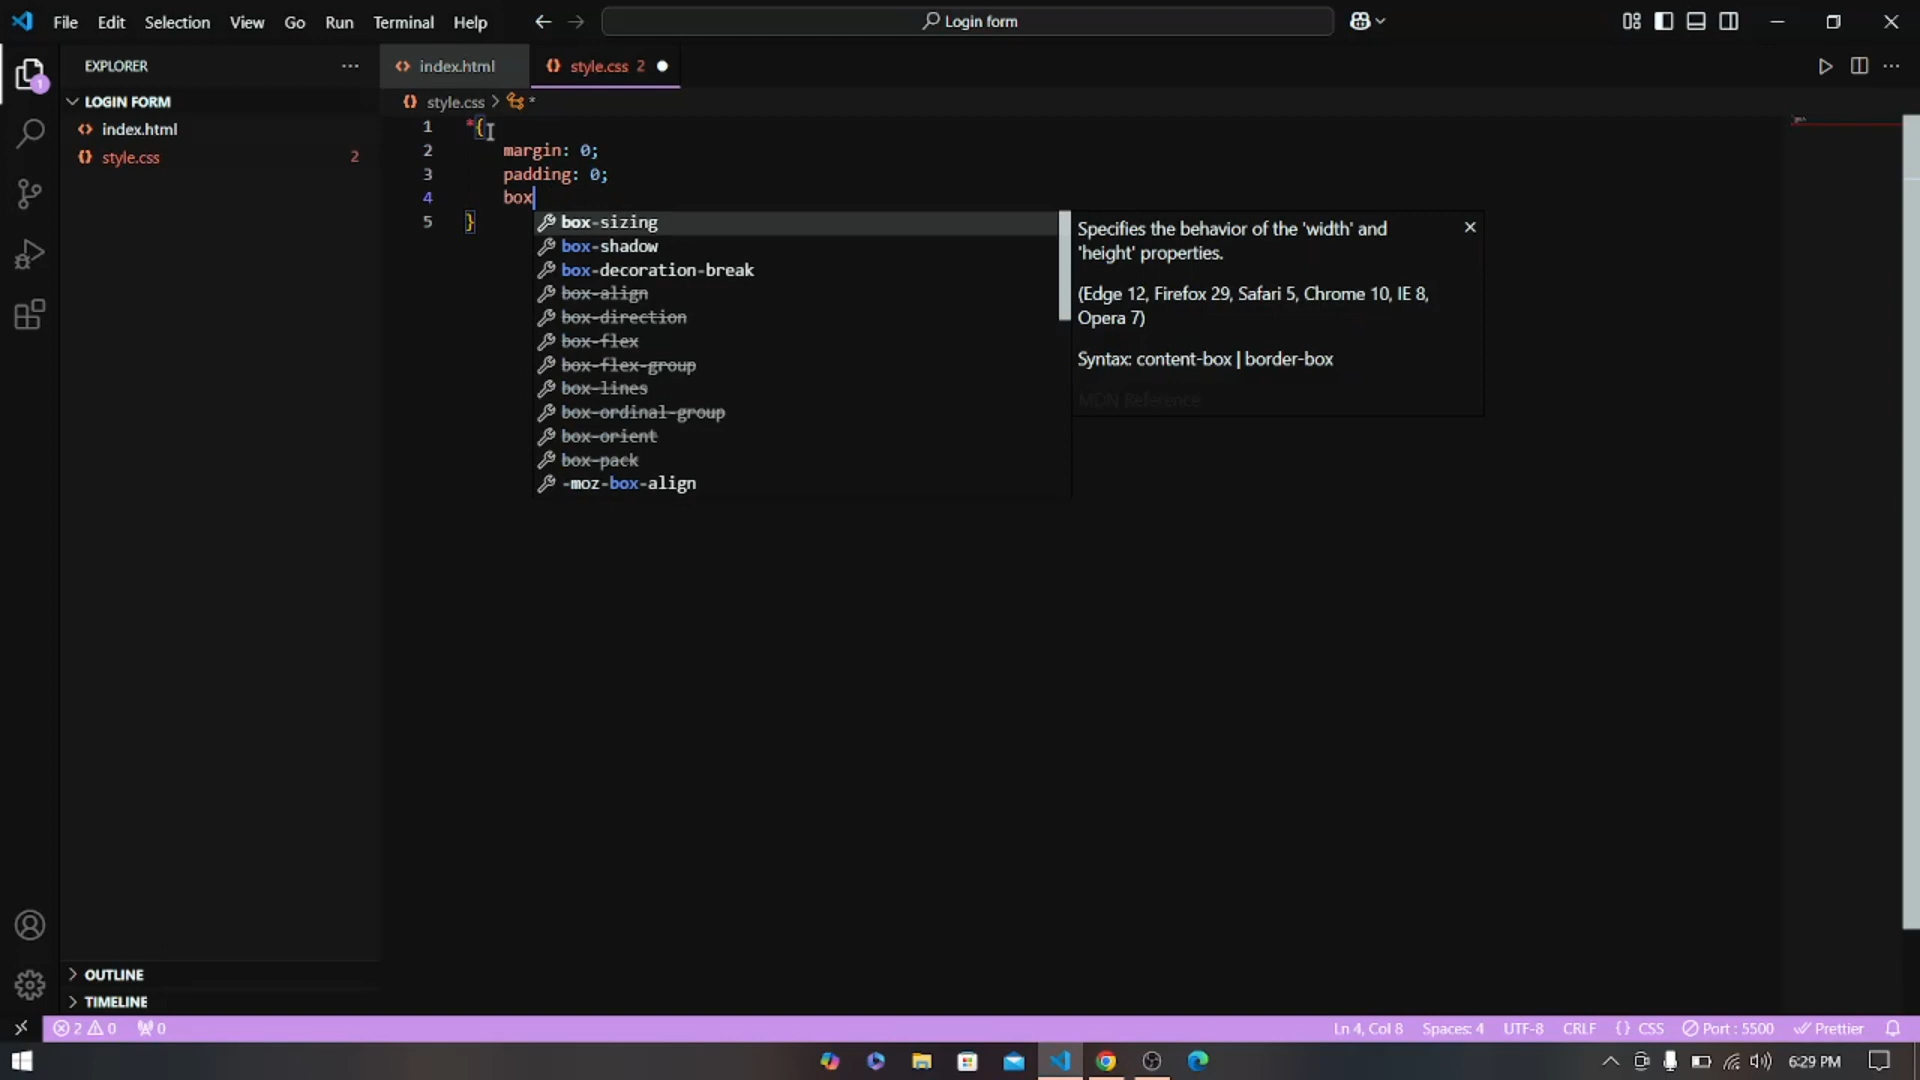 File Edit Selection View Go Run Terminal Help
Login form
EXPLORER
LOGIN FORM
index.html
style.css 2
1
index.html
style.css 2
style.css > *
1 *{
2 margin: 0;
3 padding: 0;
4 box
5 }
box-sizing
box-shadow
box-decoration-break
box-align
box-direction
box-flex
box-flex-group
box-lines
box-ordinal-group
box-orient
box-pack
-moz-box-align
Specifies the behavior of the 'width' and
'height' properties.
(Edge 12, Firefox 29, Safari 5, Chrome 10, IE 8,
Opera 7)
Syntax: content-box | border-box
MDN Reference
OUTLINE
TIMELINE
2 0 0
Ln 4, Col 8 Spaces: 4 UTF-8 CRLF {} CSS Port : 5500 Prettier
6:29 PM